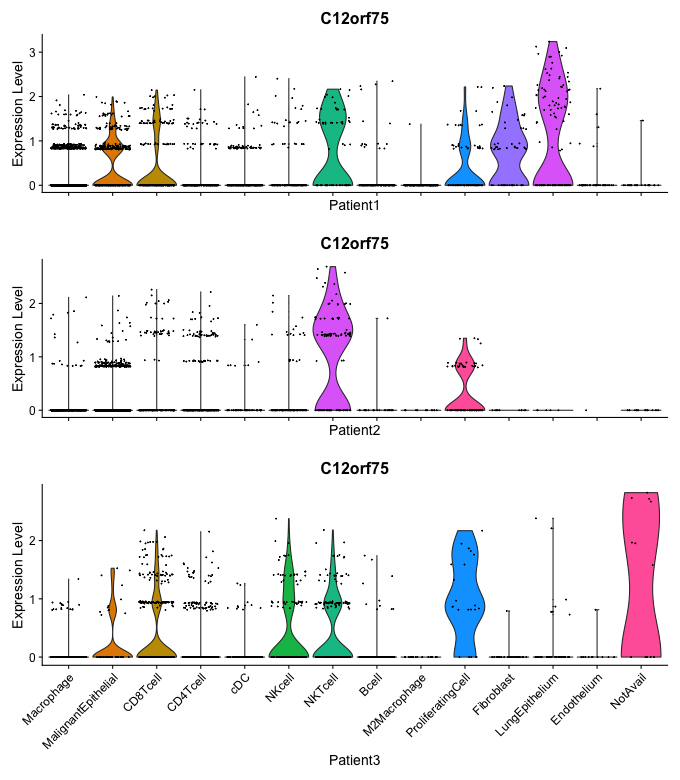 C12orf75
Expression Level
3
2
1
0
Patient1
C12orf75
Expression Level
2
1
0
Patient2
C12orf75
Expression Level
2
1
0
Macrophage
MalignantEpithelial
CD8Tcell
CD4Tcell
cDC
NKcell
NKTcell
Bcell
M2Macrophage
ProliferatingCell
Fibroblast
LungEpithelium
Endothelium
NotAvail
Patient3